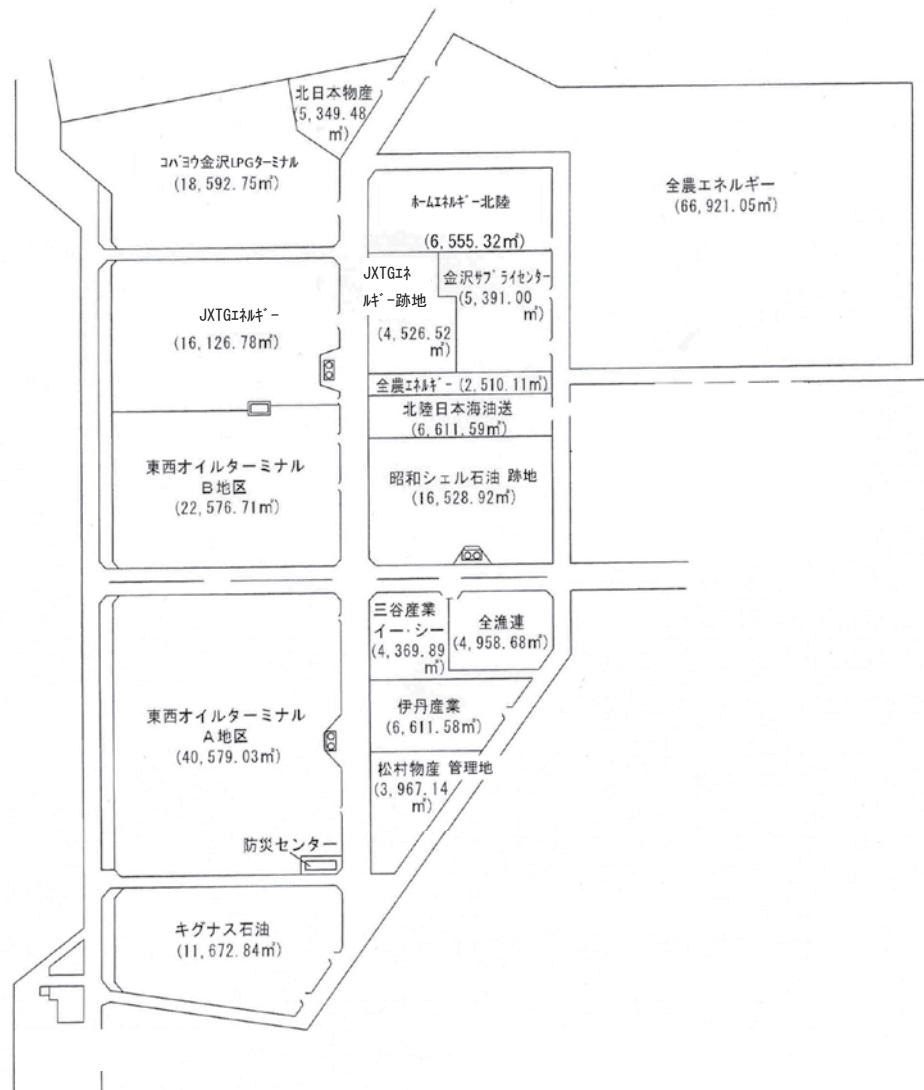 北日本物産
(5,349.48
㎡)
コバヨウ金沢LPGターミナル
(18,592.75㎡)
全農エネルギー
(66,921.05㎡)
ホームエネルギー北陸
(6,555.32㎡)
JXTGエネ
ルギー跡地
(4,526.52
㎡)
金沢サプライセンター
(5,391.00
㎡)
JXTGエネルギー
(16,126.78㎡)
全農エネルギー (2,510.11㎡)
北陸日本海油送
(6,611.59㎡)
東西オイルターミナル
B地区
(22,576.71㎡)
昭和シェル石油 跡地
(16,528.92㎡)
三谷産業
イー・シー
(4,369.89
㎡)
全漁連
(4,958.68㎡)
東西オイルターミナル
A地区
(40,579.03㎡)
伊丹産業
(6,611.58㎡)
松村物産 管理地
(3,967.14
㎡)
防災センター
キグナス石油
(11,672.84㎡)